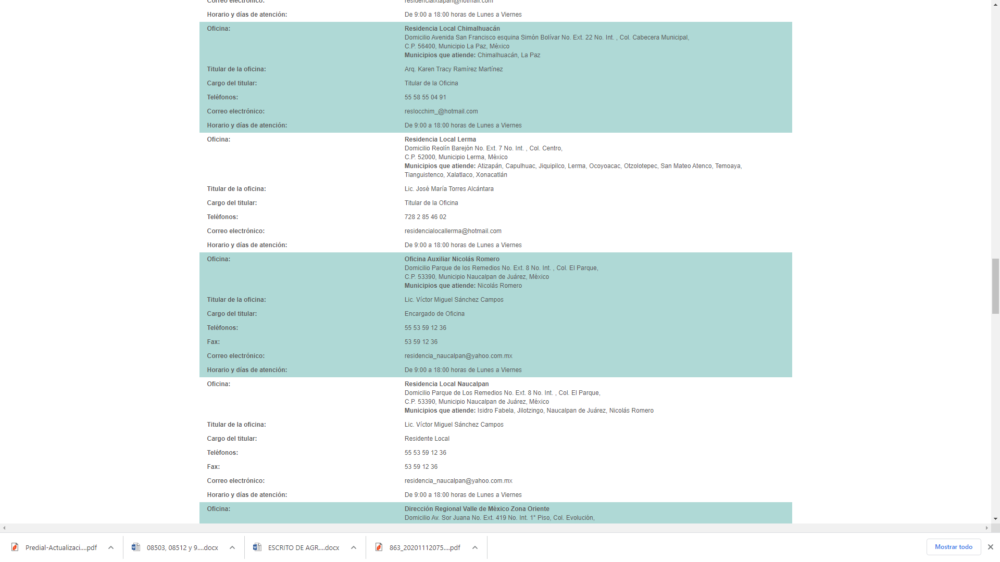 Correo electrónico: residenciaixtapan@hotmail.com
Horario y días de atención: De 9:00 a 18:00 horas de Lunes a Viernes
Oficina: Residencia Local Chimalhuacán
Domicilio Avenida San Francisco esquina Simón Bolívar No. Ext. 22 No. Int. , Col. Cabecera Municipal,
C.P. 56400, Municipio La Paz, México
Municipios que atiende: Chimalhuacán, La Paz
Titular de la oficina: Arq. Karen Tracy Ramírez Martínez
Cargo del titular: Titular de la Oficina
Teléfonos: 55 58 55 04 91
Correo electrónico: reslocchim_@hotmail.com
Horario y días de atención: De 9:00 a 18:00 horas de Lunes a Viernes
Oficina: Residencia Local Lerma
Domicilio Reolín Barejón No. Ext. 7 No. Int. , Col. Centro,
C.P. 52000, Municipio Lerma, México
Municipios que atiende: Atizapán, Capulhuac, Jiquipilco, Lerma, Ocoyoacac, Otzolotepec, San Mateo Atenco, Temoaya,
Tianguistenco, Xalatlaco, Xonacatlán
Titular de la oficina: Lic. José María Torres Alcántara
Cargo del titular: Titular de la Oficina
Teléfonos: 728 2 85 46 02
Correo electrónico: residencialocallerma@hotmail.com
Horario y días de atención: De 9:00 a 18:00 horas de Lunes a Viernes
Oficina: Oficina Auxiliar Nicolás Romero
Domicilio Parque de los Remedios No. Ext. 8 No. Int. , Col. El Parque,
C.P. 53390, Municipio Naucalpan de Juárez, México
Municipios que atiende: Nicolás Romero
Titular de la oficina: Lic. Víctor Miguel Sánchez Campos
Cargo del titular: Encargado de Oficina
Teléfonos: 55 53 59 12 36
Fax: 53 59 12 36
Correo electrónico: residencia_naucalpan@yahoo.com.mx
Horario y días de atención: De 9:00 a 18:00 horas de Lunes a Viernes
Oficina: Residencia Local Naucalpan
Domicilio Parque de Los Remedios No. Ext. 8 No. Int. , Col. El Parque,
C.P. 53390, Municipio Naucalpan de Juárez, México
Municipios que atiende: Isidro Fabela, Jilotzingo, Naucalpan de Juárez, Nicolás Romero
Titular de la oficina: Lic. Víctor Miguel Sánchez Campos
Cargo del titular: Residente Local
Teléfonos: 55 53 59 12 36
Fax: 53 59 12 36
Correo electrónico: residencia_naucalpan@yahoo.com.mx
Horario y días de atención: De 9:00 a 18:00 horas de Lunes a Viernes
Oficina: Dirección Regional Valle de México Zona Oriente
Domicilio Av. Sor Juana No. Ext. 419 No. Int. 1° Piso, Col. Evolución,
Predial-Actualizaci....pdf
08503, 08512 y 9....docx
ESCRITO DE AGR....docx
863_20201112075....pdf
Mostrar todo